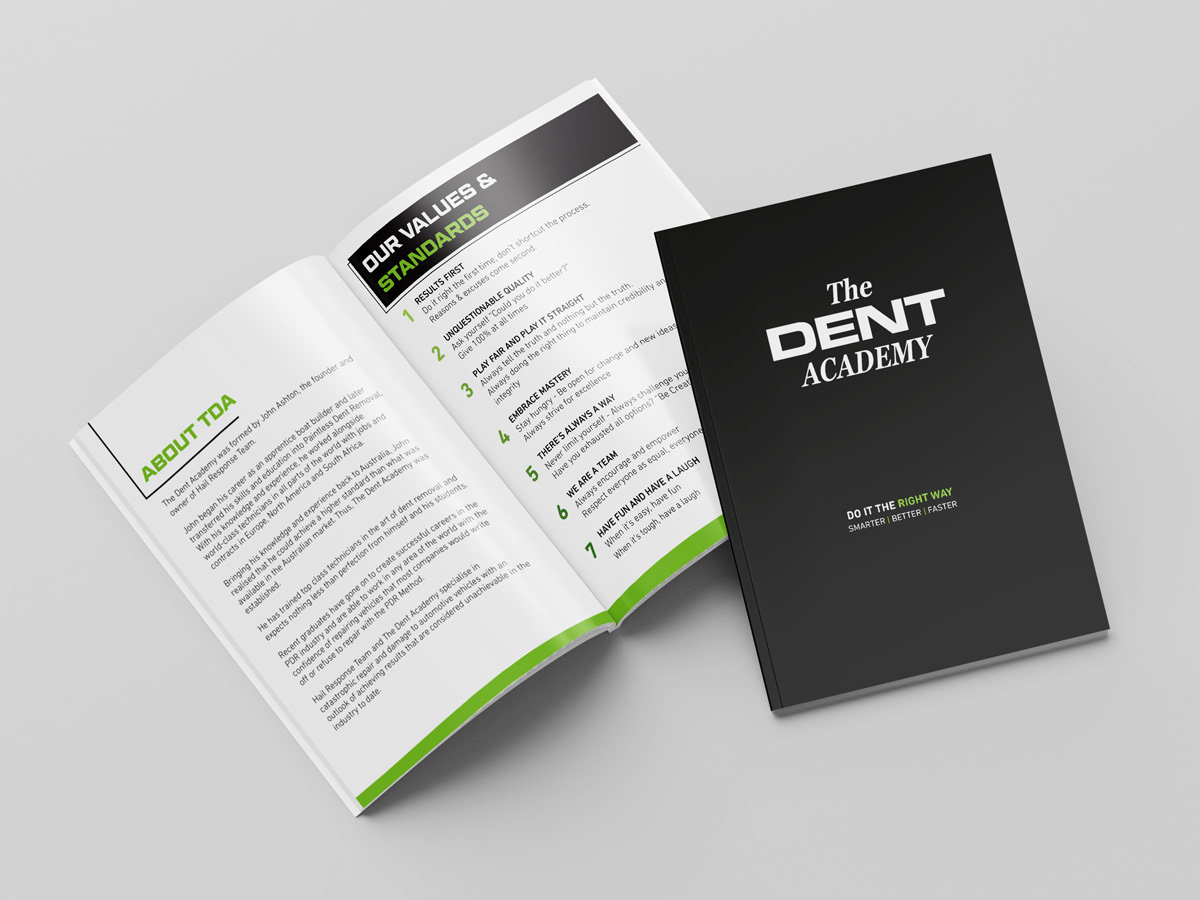 ABOUT TDA
The Dent Academy was formed by John Ashton, the founder and
owner of Hail Response Team.
John began his career as an apprentice boat builder and later
transferred his skills and education into Paintless Dent Removal.
With his knowledge and experience, he worked alongside
world-class technicians in all parts of the world with jobs and
contracts in Europe, North America and South Africa.
Bringing his knowledge and experience back to Australia, John
realised that he could achieve a higher standard than what was
available in the Australian market. Thus, The Dent Academy was
established.
He has trained top class technicians in the art of dent removal and
expects nothing less than perfection from himself and his students.
Recent graduates have gone on to create successful careers in the
PDR industry and are able to work in any area of the world with the
confidence of repairing vehicles that most companies would write
off or refuse to repair with the PDR Method.
Hail Response Team and The Dent Academy specialise in
catastrophic repair and damage to automotive vehicles with an
outlook of achieving results that are considered unachievable in the
industry to date.
OUR VALUES &
STANDARDS
1 RESULTS FIRST
Do it right the first time, don't shortcut the process.
Reasons & excuses come second.
2 UNQUESTIONABLE QUALITY
Ask yourself "Could you do it better?"
Give 100% at all times
3 PLAY FAIR AND PLAY IT STRAIGHT
Always tell the truth and nothing but the truth.
Always doing the right thing to maintain credibility
integrity
4 EMBRACE MASTERY
Stay hungry - Be open for change and new ideas
Always strive for excellence
5 THERE'S ALWAYS A WAY
Never limit yourself - Always challenge
Have you exhausted all options? "Be
6 WE ARE A TEAM
Always encourage and empower
Respect everyone as equal,
7 HAVE FUN AND HAVE A LAUGH
When it's easy, have fun
When it's tough, have a laugh
The
DENT
ACADEMY
DO IT THE RIGHT WAY
SMARTER | BETTER | FASTER